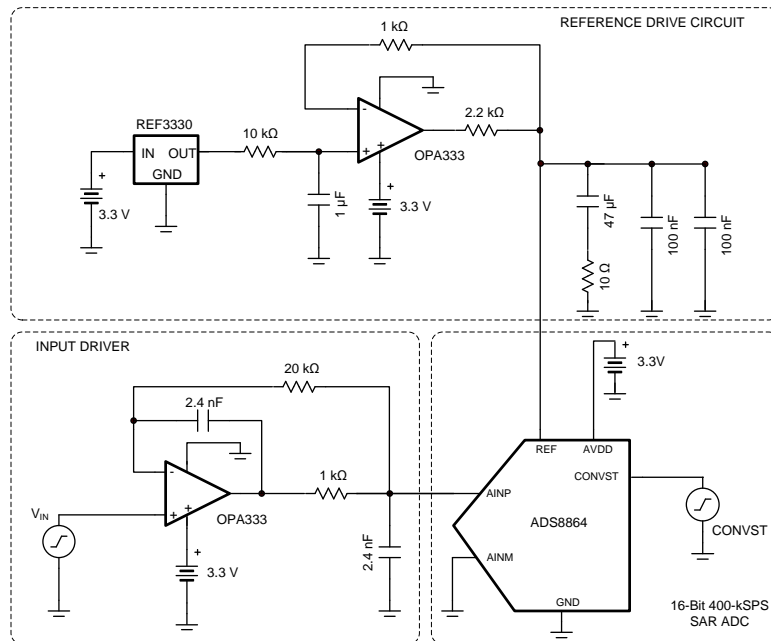 REFERENCE DRIVE CIRCUIT
1 kΩ
REF3330
IN OUT
GND
10 kΩ
-
+ +
OPA333
2.2 kΩ
+
3.3 V
1 µF
+
3.3 V
47 µF
10 Ω
100 nF
100 nF
INPUT DRIVER
20 kΩ
2.4 nF
-
+ +
OPA333
1 kΩ
VIN
+
3.3 V
2.4 nF
+
3.3V
REF AVDD
CONVST
AINP
ADS8864
AINM
GND
CONVST
16-Bit 400-kSPS
SAR ADC